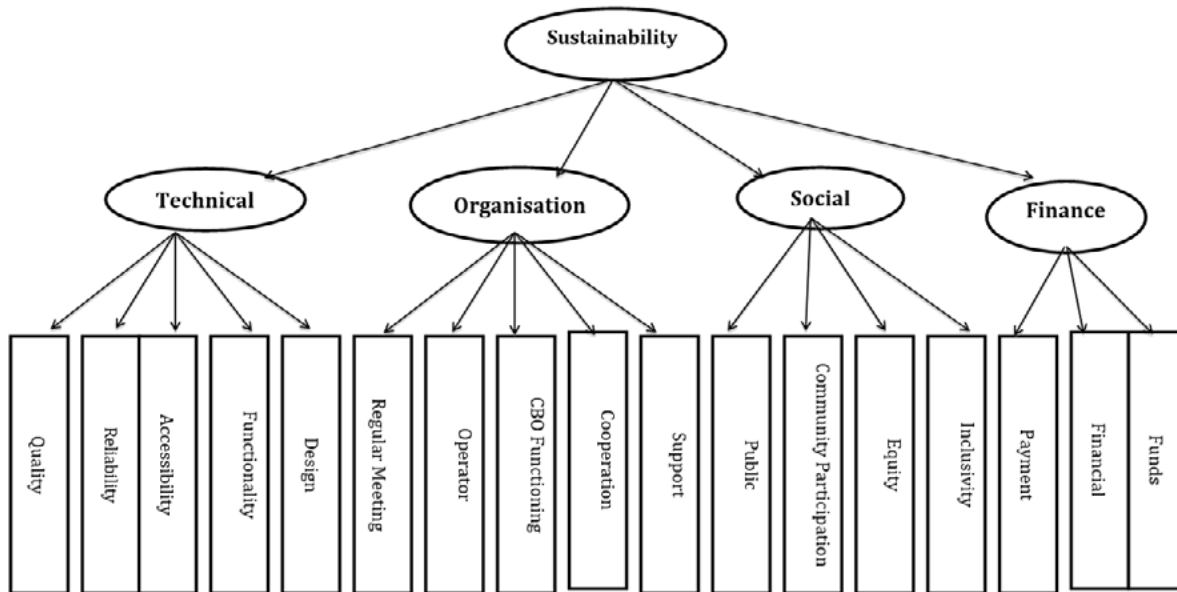 Sustainability
Technical
Organisation
Social
Finance
Quality
Reliability
Accessibility
Functionality
Design
Regular Meeting
Operator
CBO Functioning
Cooperation
Support
Public
Community Participation
Equity
Inclusivity
Payment
Financial
Funds